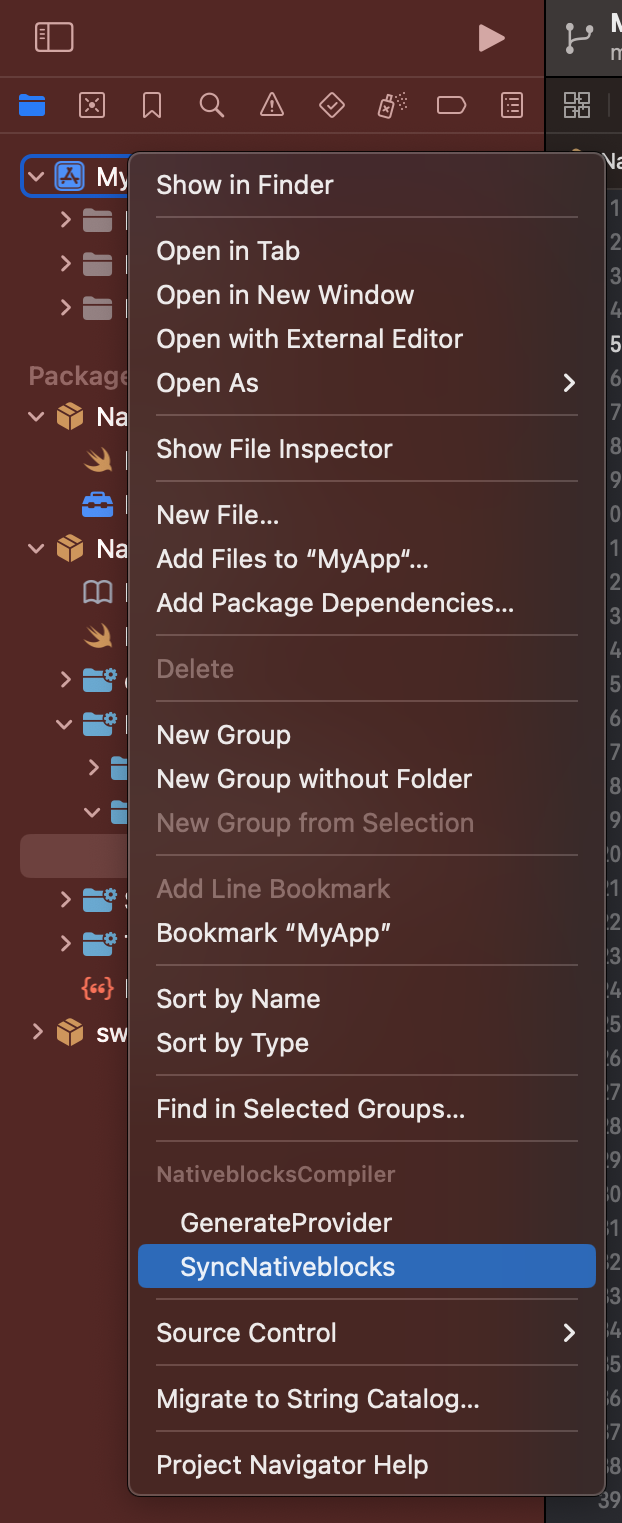 My
Show in Finder
Open in Tab
Open in New Window
Open with External Editor
Open As
Package
Show File Inspector
Na
New File...
Na
Add Files to “MyApp“...
Add Package Dependencies...
Delete
New Group
New Group without Folder
New Group from Selection
Add Line Bookmark
Bookmark “MyApp”
Sort by Name
sw
Sort by Type
Find in Selected Groups...
NativeblocksCompiler
GenerateProvider
SyncNativeblocks
Source Control
Migrate to String Catalog...
Project Navigator Help
39